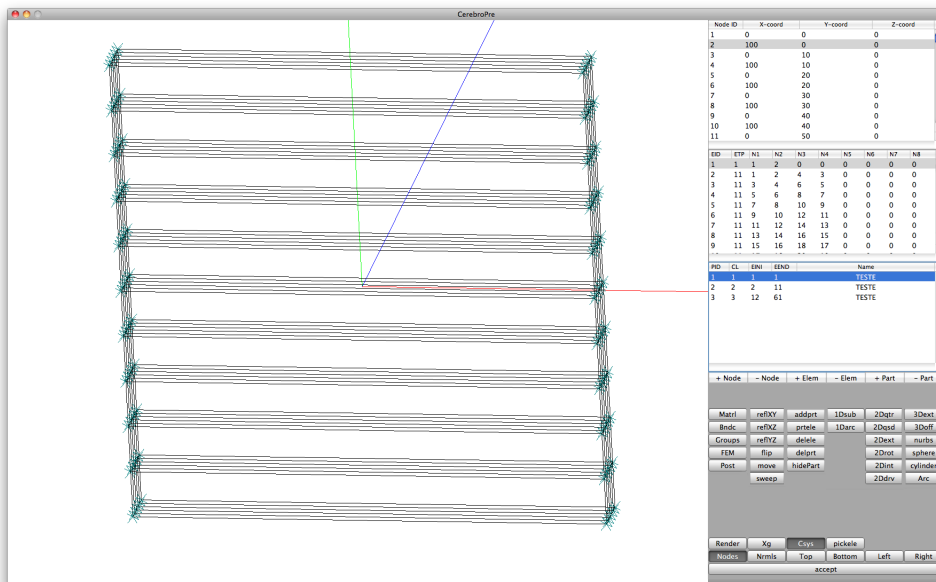 CerebroPre
Node ID X-coord Y-coord Z-coord
1 0 0 0
2 100 0 0
3 0 10 0
4 100 10 0
5 0 20 0
6 100 20 0
7 0 30 0
8 100 30 0
9 0 40 0
10 100 40 0
11 0 50 0
EID ETP N1 N2 N3 N4 N5 N6 N7 N8
1 1 1 2 0 0 0 0 0 0
2 11 1 2 4 3 0 0 0 0
3 11 3 4 6 5 0 0 0 0
4 11 5 6 8 7 0 0 0 0
5 11 7 8 10 9 0 0 0 0
6 11 9 10 12 11 0 0 0 0
7 11 11 12 14 13 0 0 0 0
8 11 13 14 16 15 0 0 0 0
9 11 15 16 18 17 0 0 0 0
PID CL EINI EEND Name
1 1 1 1 TESTE
2 2 2 11 TESTE
3 3 12 61 TESTE
+ Node - Node + Elem - Elem + Part - Part
Matrl reflXY addprt 1Dsub 2Dqtr 3Dext
Bndc reflXZ prtele 1Darc 2Dqsd 3Doff
Groups reflYZ delele 2Dext nurbs
FEM flip delprt 2Drot sphere
Post move hidePart 2Dint cylinder
sweep 2Ddrv Arc
Render Xg Csys pickele
Nodes Nrmls Top Bottom Left Right
accept